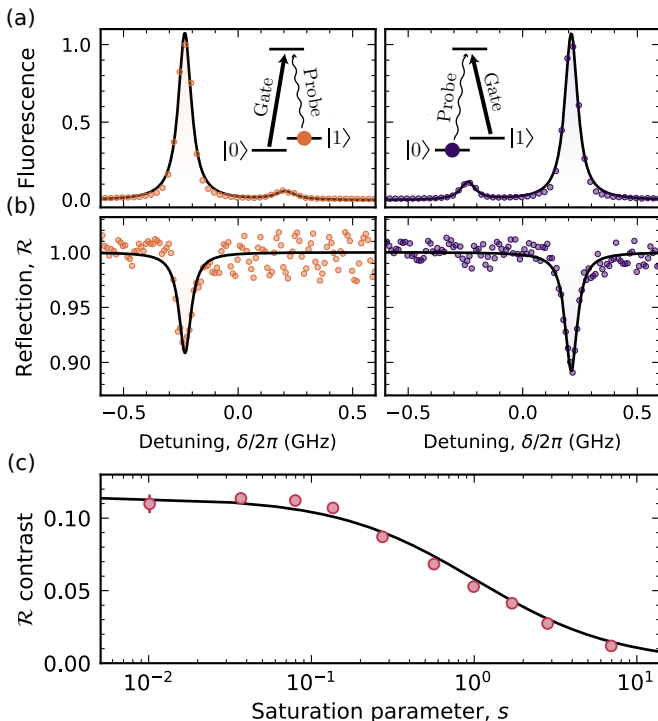 (a)
Fluorescence
1.0
0.5
0.0
Gate
Probe
|0⟩
|1⟩
Probe
Gate
|0⟩
|1⟩
(b)
Reflection, ℛ
1.00
0.95
0.90
−0.5
0.0
0.5
−0.5
0.0
0.5
Detuning, δ/2π (GHz)
Detuning, δ/2π (GHz)
(c)
ℛ contrast
0.10
0.05
0.00
10⁻²
10⁻¹
10⁰
10¹
Saturation parameter, s